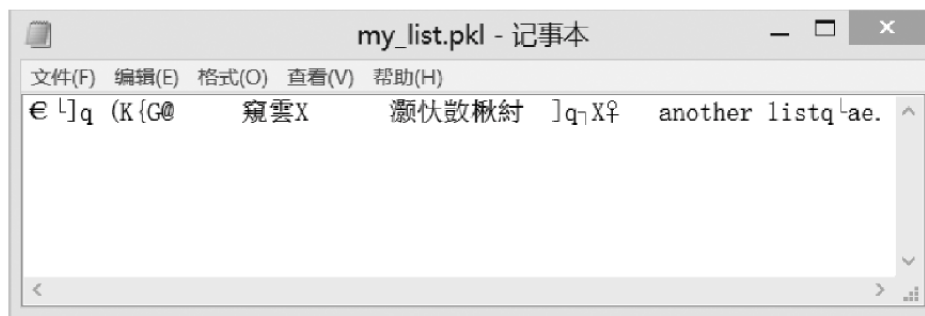 my_list.pkl - 记事本
文件(F) 编辑(E) 格式(O) 查看(V) 帮助(H)
€ └]q (K{G@ 窺雲X 灏忕敳楸紂 ]q┐X♀ another listq└ae.